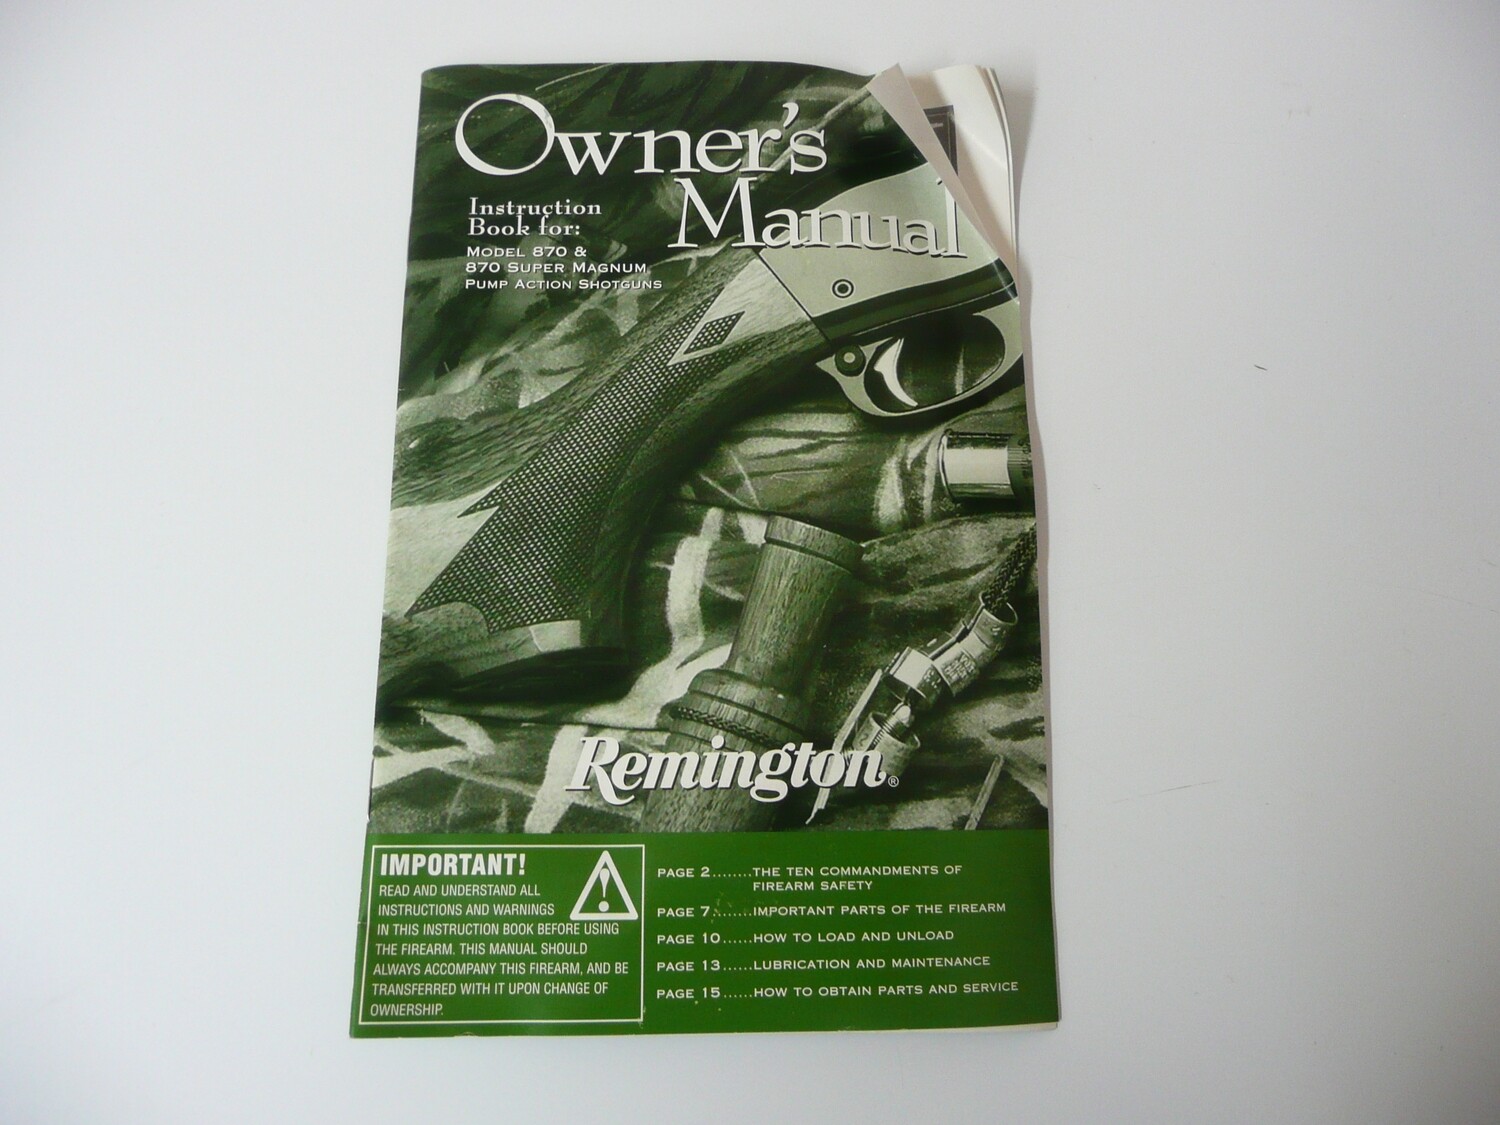 Owner's
Manual
Instruction
Book for:
MODEL 870 &
870 SUPER MAGNUM
PUMP ACTION SHOTGUNS
Remington®
IMPORTANT!
READ AND UNDERSTAND ALL
INSTRUCTIONS AND WARNINGS
IN THIS INSTRUCTION BOOK BEFORE USING
THE FIREARM. THIS MANUAL SHOULD
ALWAYS ACCOMPANY THIS FIREARM, AND BE
TRANSFERRED WITH IT UPON CHANGE OF
OWNERSHIP.
PAGE 2........THE TEN COMMANDMENTS OF
FIREARM SAFETY
PAGE 7........IMPORTANT PARTS OF THE FIREARM
PAGE 10......HOW TO LOAD AND UNLOAD
PAGE 13......LUBRICATION AND MAINTENANCE
PAGE 15......HOW TO OBTAIN PARTS AND SERVICE